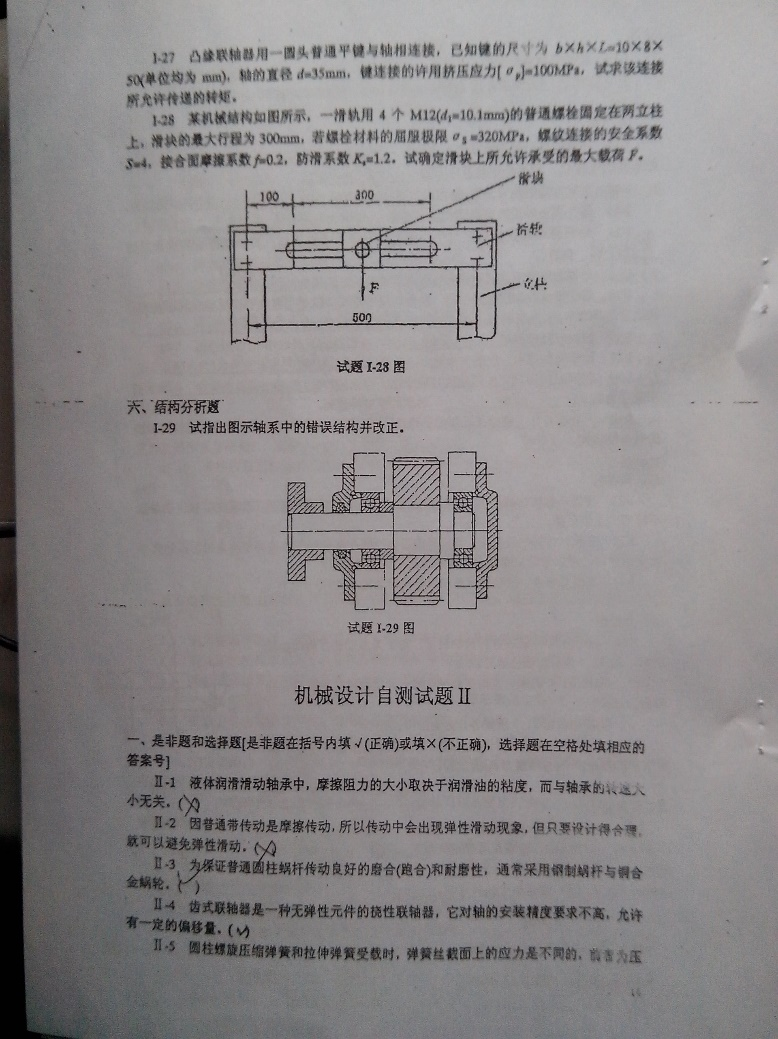 1-27 凸缘联轴器用一圆头普通平键与轴相连接，已知键的尺寸为 b×h×L=10×8×
50(单位均为 mm)，轴的直径 d=35mm，键连接的许用挤压应力[σp]=100MPa，试求该连接
所允许传递的转矩。
1-28 某机械结构如图所示，一滑轨用 4 个 M12(d₁=10.1mm)的普通螺栓固定在两立柱
上，滑块的最大行程为 300mm，若螺栓材料的屈服极限 σs=320MPa，螺纹连接的安全系数
S=4，接合面摩擦系数 f=0.2，防滑系数 Ks=1.2。试确定滑块上所允许承受的最大载荷 F。
滑块
100 300
立柱
F
500
试题 I-28 图
六、结构分析题
I-29 试指出图示轴系中的错误结构并改正。
试题 I-29 图
机械设计自测试题 II
一、是非题和选择题[是非题在括号内填√(正确)或填×(不正确)，选择题在空格处填相应的
答案号]
II-1 液体润滑滑动轴承中，摩擦阻力的大小取决于润滑油的粘度，而与轴承的转速大
小无关。(×)
II-2 因普通带传动是摩擦传动，所以传动中会出现弹性滑动现象，但只要设计得合理，
就可以避免弹性滑动。(×)
II-3 为保证普通圆柱蜗杆传动良好的磨合(跑合)和耐磨性，通常采用钢制蜗杆与铜合
金蜗轮。(√)
II-4 齿式联轴器是一种无弹性元件的挠性联轴器，它对轴的安装精度要求不高，允许
有一定的偏移量。(√)
II-5 圆柱螺旋压缩弹簧和拉伸弹簧受载时，弹簧丝截面上的应力是不同的，前者为压